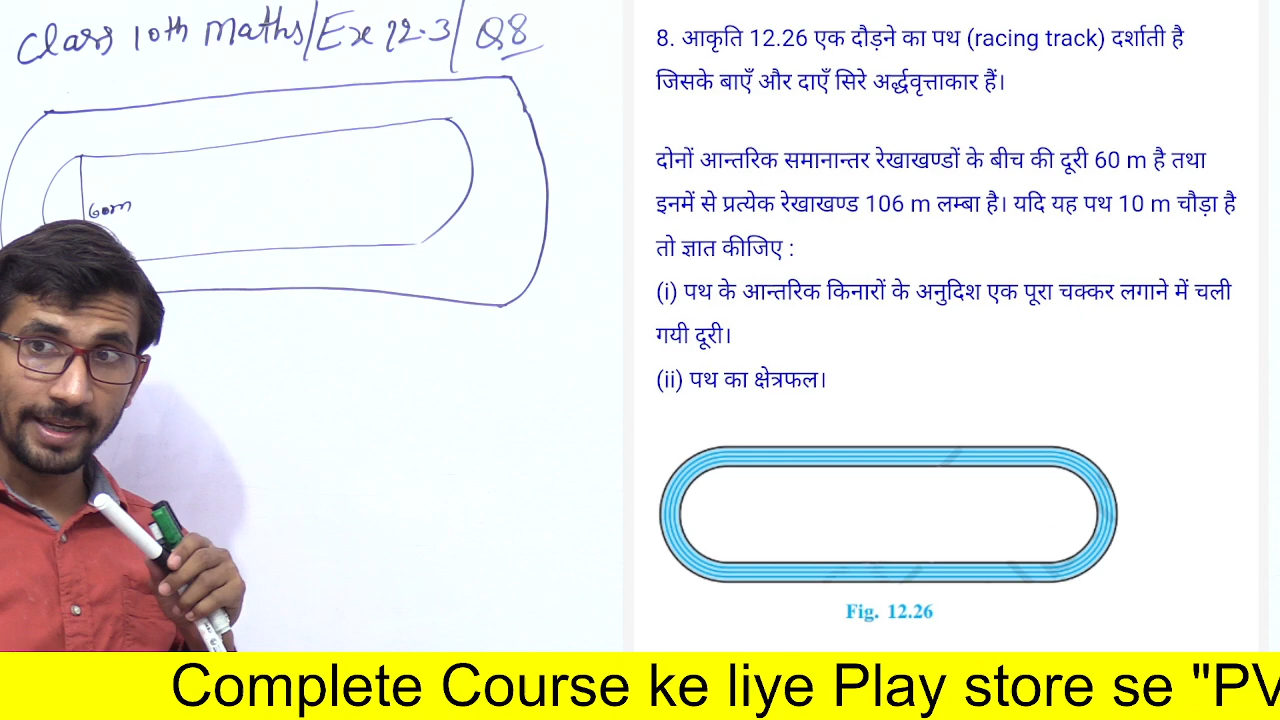 Class 10th Maths/Ex 12.3/Q8
60m
8. आकृति 12.26 एक दौड़ने का पथ (racing track) दर्शाती है
जिसके बाएँ और दाएँ सिरे अर्द्धवृत्ताकार हैं।
दोनों आन्तरिक समानान्तर रेखाखण्डों के बीच की दूरी 60 m है तथा
इनमें से प्रत्येक रेखाखण्ड 106 m लम्बा है। यदि यह पथ 10 m चौड़ा है
तो ज्ञात कीजिए :
(i) पथ के आन्तरिक किनारों के अनुदिश एक पूरा चक्कर लगाने में चली
गयी दूरी।
(ii) पथ का क्षेत्रफल।
Fig. 12.26
Complete Course ke liye Play store se "PV